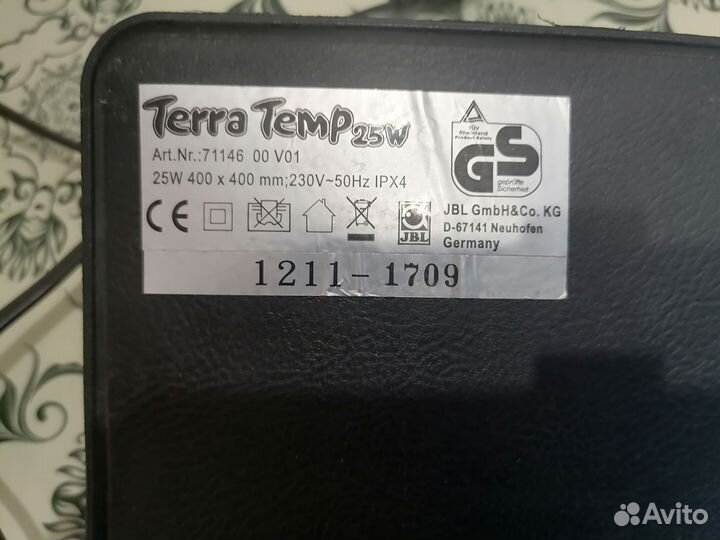 Terra Temp 25W
Art.Nr.:71146 00 V01
25W 400 x 400 mm;230V~50Hz IPX4
CE
JBL
TÜV
Rheinland
Product Safety
GS
geprüfte
Sicherheit
JBL GmbH&Co. KG
D-67141 Neuhofen
Germany
1211-1709
Avito